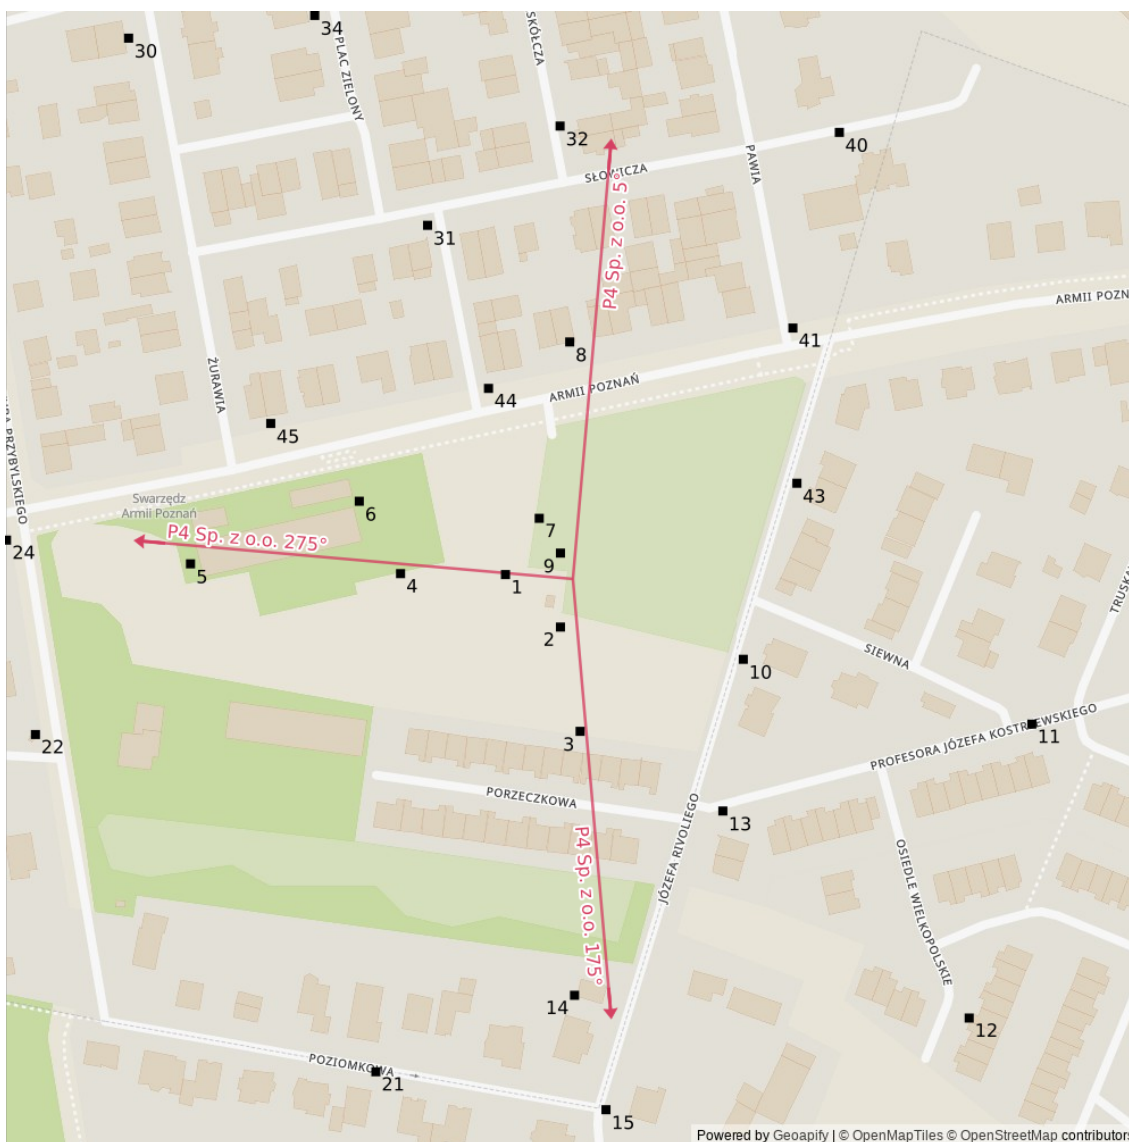 34
30
PLAC ZIELONY
SKÓŁCZA
32
40
SŁOWICZA
PAWIA
P4 Sp. z o.o. 5°
31
ARMII POZN
41
8
ŻURAWIA
ARMII POZNAŃ
44
45
PRZYBYLSKIEGO
Swarzędz
Armii Poznań
6
43
7
P4 Sp. z o.o. 275°
24
9
5
4
1
TRUSKAW
2
SIEWNA
10
22
3
PROFESORA JÓZEFA KOSTRZEWSKIEGO
11
PORZECZKOWA
13
JÓZEFA RIVOLIEGO
P4 Sp. z o.o. 175°
OSIEDLE WIELKOPOLSKIE
14
12
POZIOMKOWA
21
15
Powered by Geoapify | © OpenMapTiles © OpenStreetMap contributors